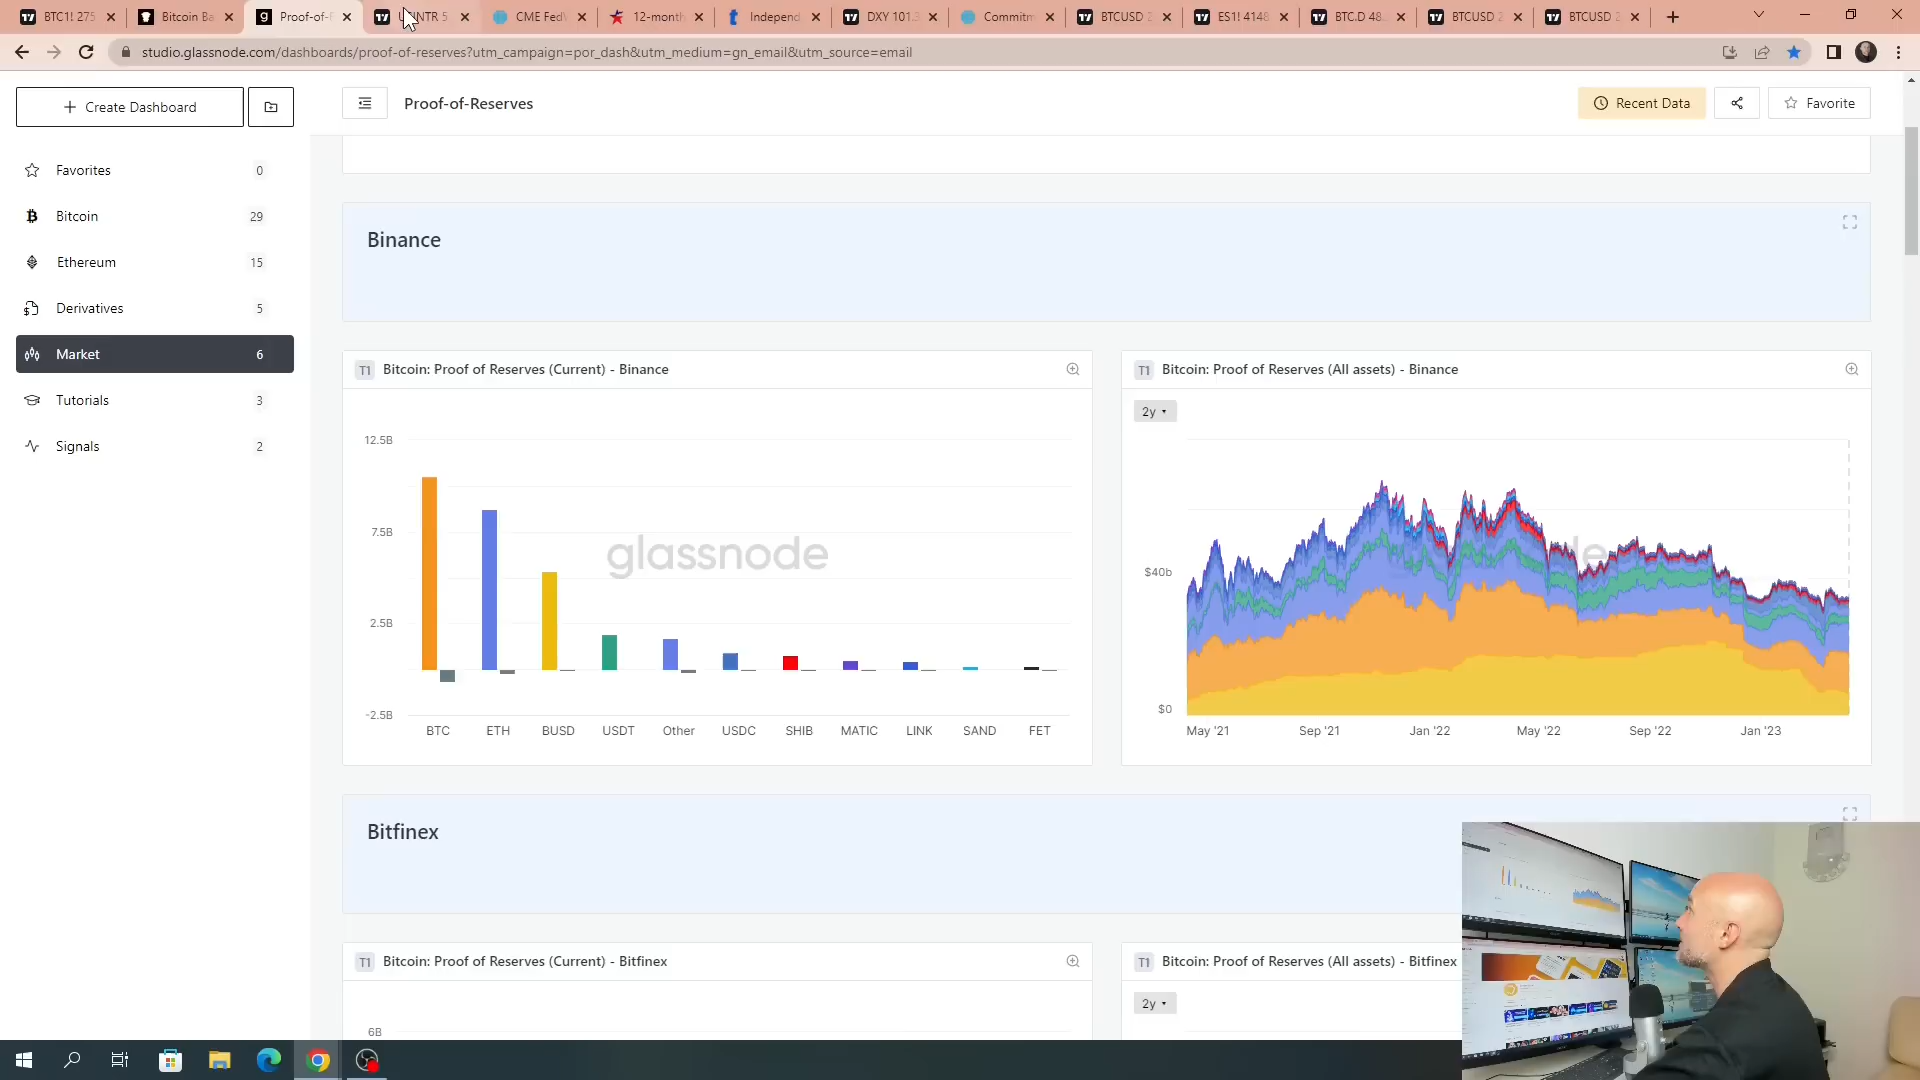 BTC1! 275
Bitcoin Ba
Proof-of-R
USINTR 5
CME Fed
12-month
Independ
DXY 101.3
Commitm
BTCUSD 2
ES1! 4148
BTC.D 48.
BTCUSD 2
BTCUSD 2
studio.glassnode.com/dashboards/proof-of-reserves?utm_campaign=por_dash&utm_medium=gn_email&utm_source=email
Create Dashboard
Proof-of-Reserves
Recent Data
Favorite
Favorites 0
Bitcoin 29
Ethereum 15
Derivatives 5
Market 6
Tutorials 3
Signals 2
Binance
T1 Bitcoin: Proof of Reserves (Current) - Binance
12.5B
7.5B
2.5B
-2.5B
glassnode
BTC ETH BUSD USDT Other USDC SHIB MATIC LINK SAND FET
T1 Bitcoin: Proof of Reserves (All assets) - Binance
2y
$40b
$0
May '21 Sep '21 Jan '22 May '22 Sep '22 Jan '23
Bitfinex
T1 Bitcoin: Proof of Reserves (Current) - Bitfinex
6B
T1 Bitcoin: Proof of Reserves (All assets) - Bitfinex
2y